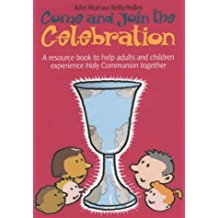 John Muir and Betty Pedley
Come and Join the
Celebration
A resource book to help adults and children
experience Holy Communion together